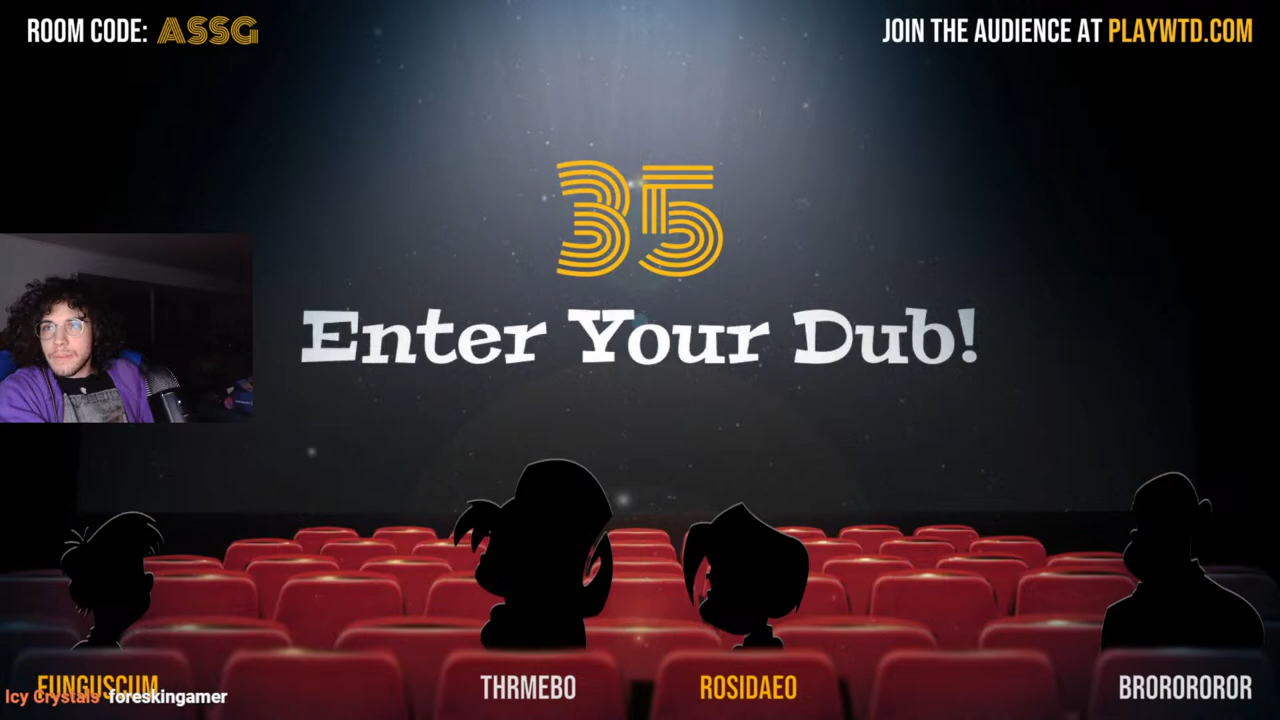 ROOM CODE: ASSG
JOIN THE AUDIENCE AT PLAYWTD.COM
35
Enter Your Dub!
FUNGUSCUM
THRMEBO
ROSIDAEO
BROROROROR
Icy Crystals foreskingamer